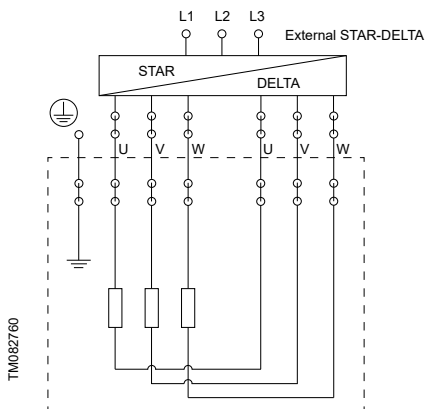 L1 L2 L3
External STAR-DELTA
STAR
DELTA
U V W U V W
TM082760